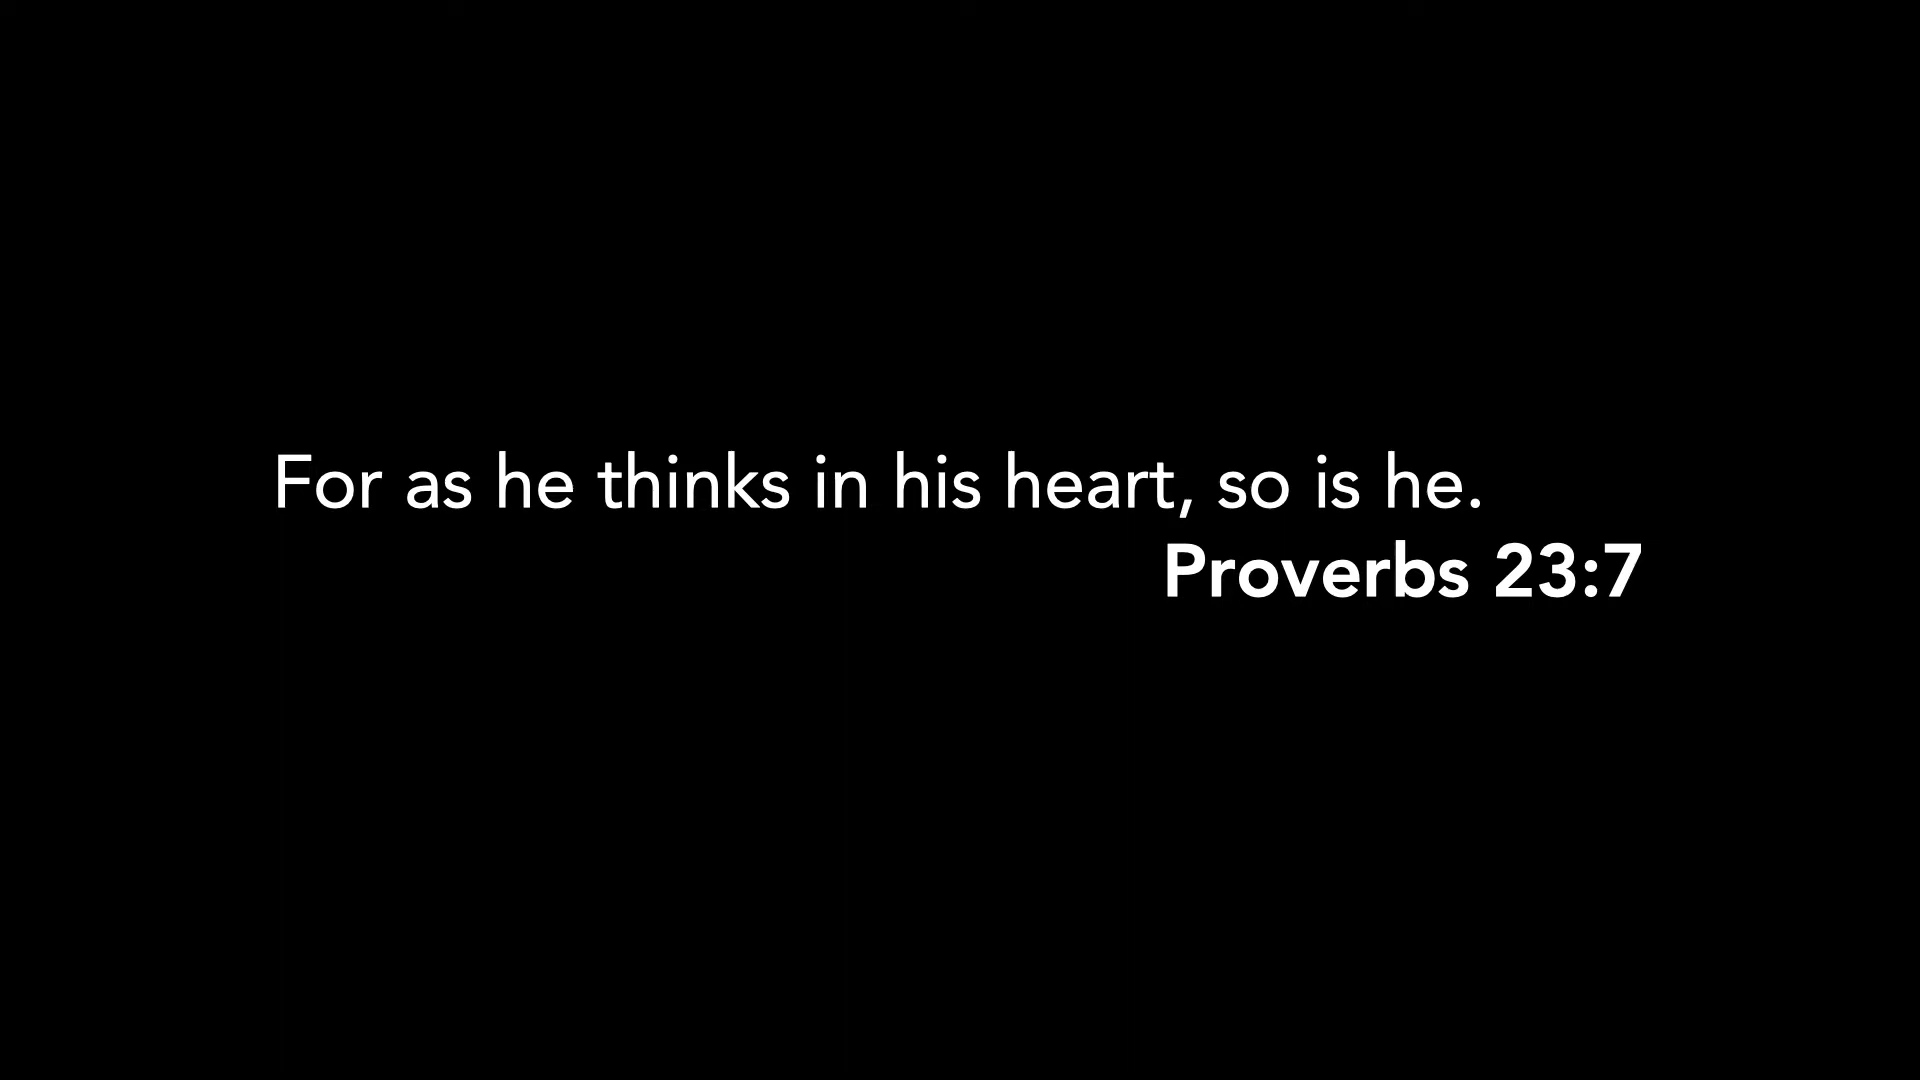 For as he thinks in his heart, so is he.
Proverbs 23:7